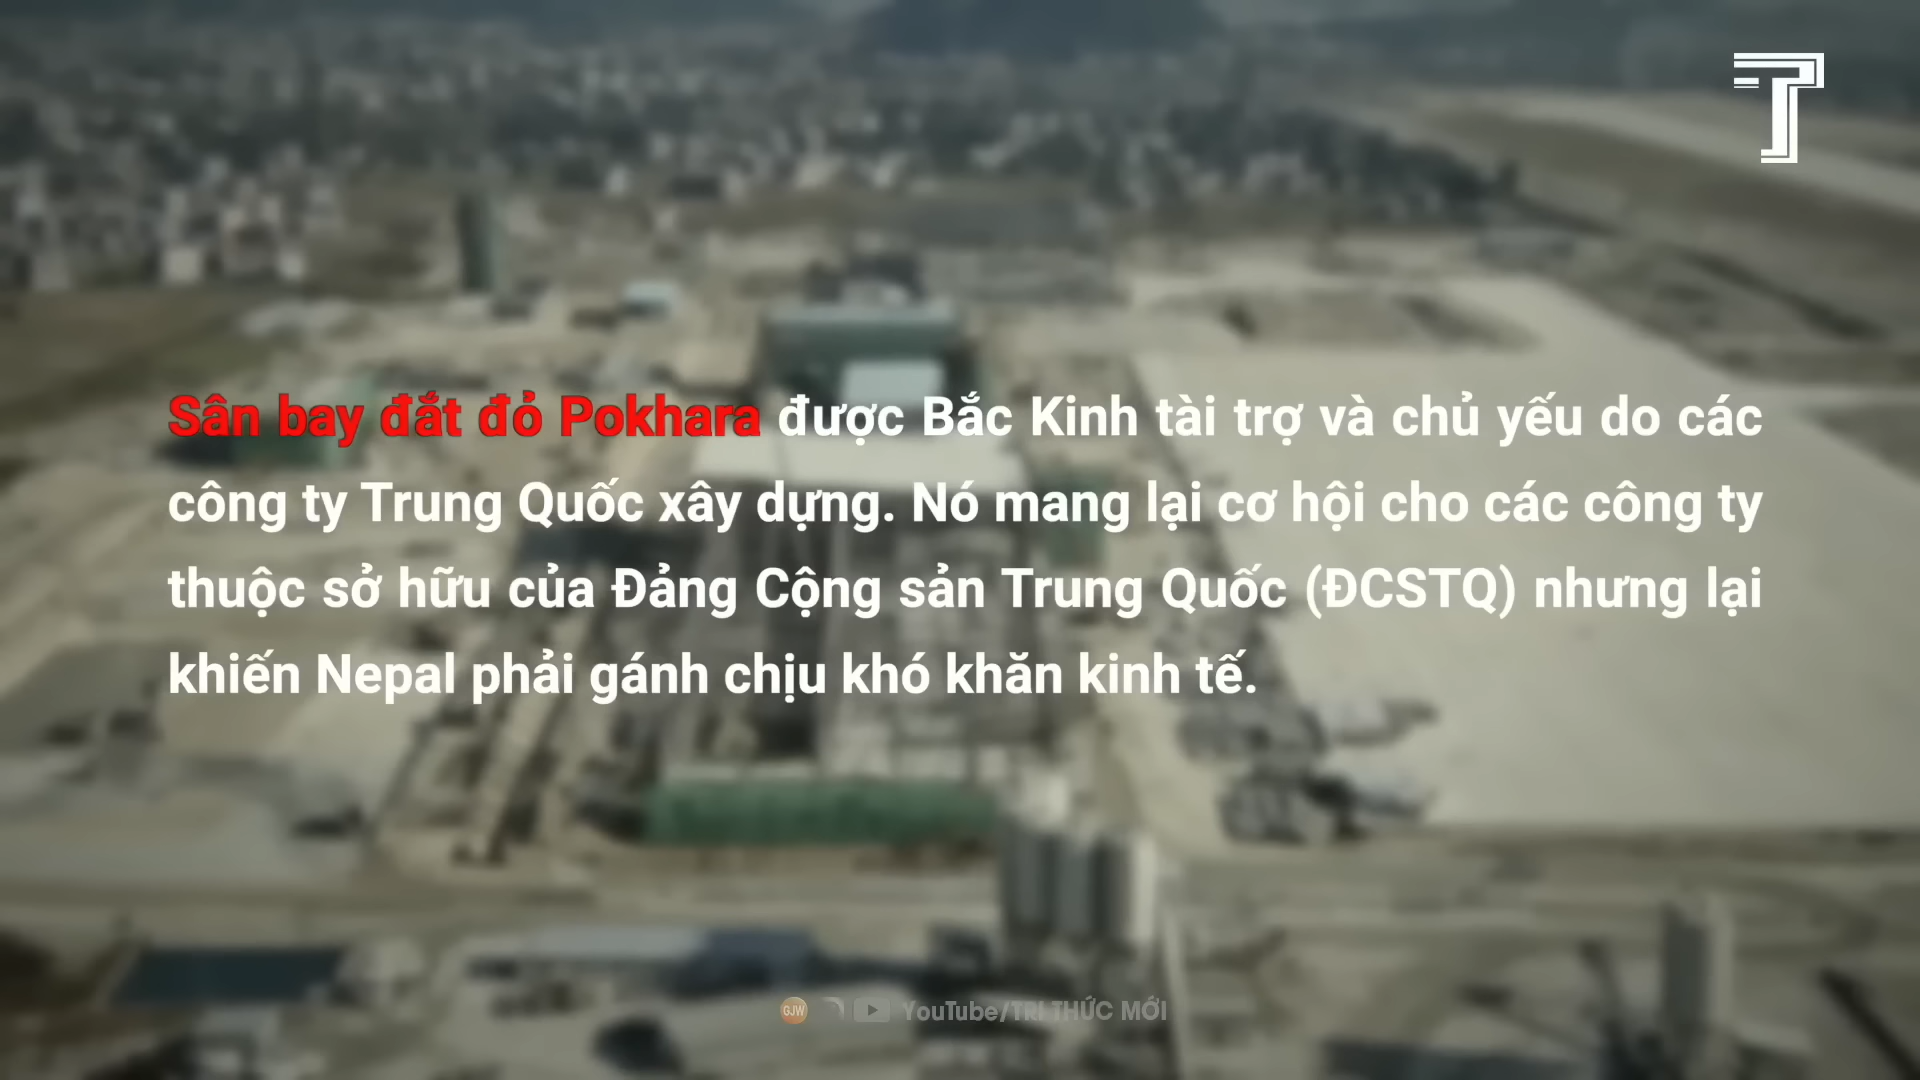 Sân bay đắt đỏ Pokhara được Bắc Kinh tài trợ và chủ yếu do các
công ty Trung Quốc xây dựng. Nó mang lại cơ hội cho các công ty
thuộc sở hữu của Đảng Cộng sản Trung Quốc (ĐCSTQ) nhưng lại
khiến Nepal phải gánh chịu khó khăn kinh tế.
GJW YouTube/TRI THỨC MỚI